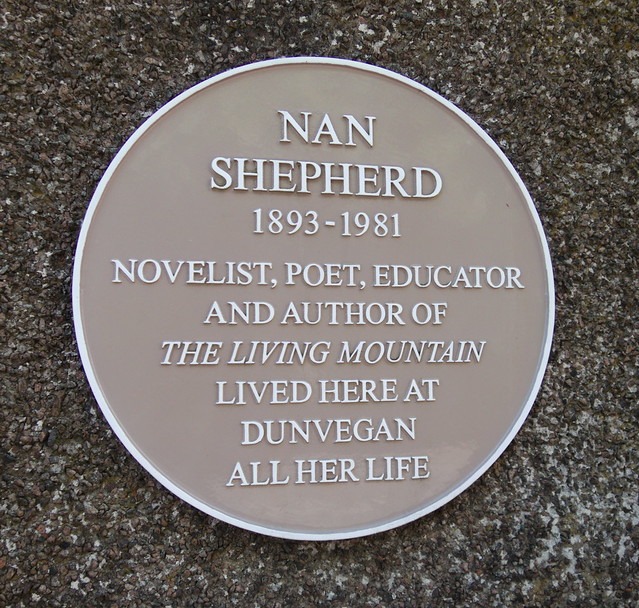 NAN
SHEPHERD
1893-1981
NOVELIST, POET, EDUCATOR
AND AUTHOR OF
THE LIVING MOUNTAIN
LIVED HERE AT
DUNVEGAN
ALL HER LIFE